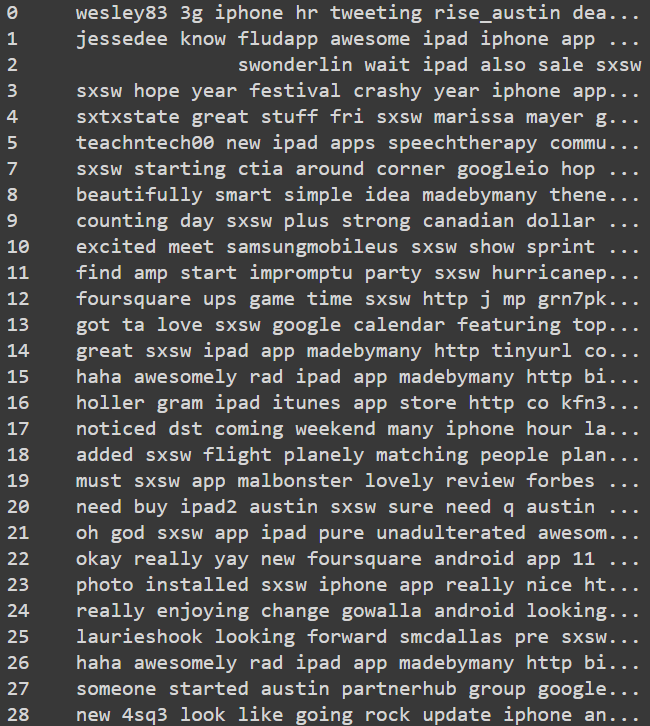 0 wesley83 3g iphone hr tweeting rise_austin dea...
1 jessedee know fludapp awesome ipad iphone app ...
2 swonderlin wait ipad also sale sxsw
3 sxsw hope year festival crashy year iphone app...
4 sxtxstate great stuff fri sxsw marissa mayer g...
5 teachntech00 new ipad apps speechtherapy commu...
7 sxsw starting ctia around corner googleio hop ...
8 beautifully smart simple idea madebymany thene...
9 counting day sxsw plus strong canadian dollar ...
10 excited meet samsungmobileus sxsw show sprint ...
11 find amp start impromptu party sxsw hurricanep...
12 foursquare ups game time sxsw http j mp grn7pk...
13 got ta love sxsw google calendar featuring top...
14 great sxsw ipad app madebymany http tinyurl co...
15 haha awesomely rad ipad app madebymany http bi...
16 holler gram ipad itunes app store http co kfn3...
17 noticed dst coming weekend many iphone hour la...
18 added sxsw flight planely matching people plan...
19 must sxsw app malbonster lovely review forbes ...
20 need buy ipad2 austin sxsw sure need q austin ...
21 oh god sxsw app ipad pure unadulterated awesom...
22 okay really yay new foursquare android app 11 ...
23 photo installed sxsw iphone app really nice ht...
24 really enjoying change gowalla android looking...
25 laurieshook looking forward smcdallas pre sxsw...
26 haha awesomely rad ipad app madebymany http bi...
27 someone started austin partnerhub group google...
28 new 4sq3 look like going rock update iphone an...